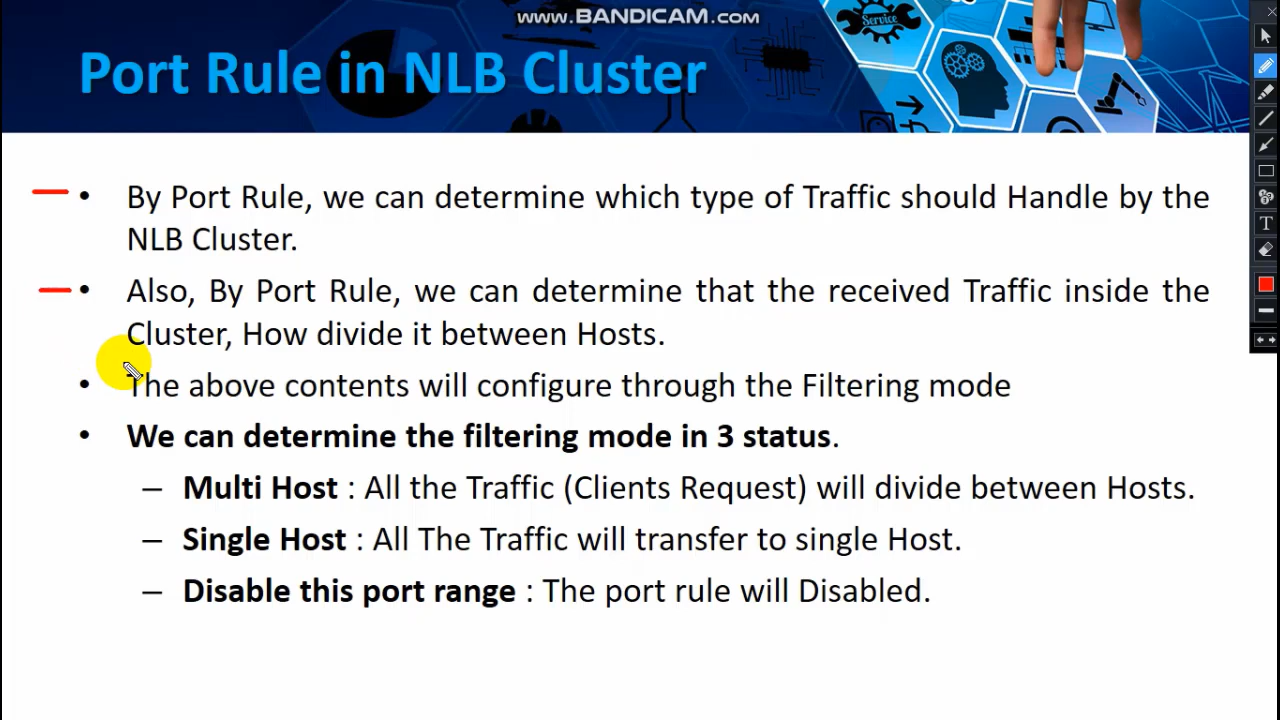 www.BANDICAM.com
Service
Port Rule in NLB Cluster
• By Port Rule, we can determine which type of Traffic should Handle by the
NLB Cluster.
• Also, By Port Rule, we can determine that the received Traffic inside the
Cluster, How divide it between Hosts.
• The above contents will configure through the Filtering mode
• We can determine the filtering mode in 3 status.
– Multi Host : All the Traffic (Clients Request) will divide between Hosts.
– Single Host : All The Traffic will transfer to single Host.
– Disable this port range : The port rule will Disabled.
T